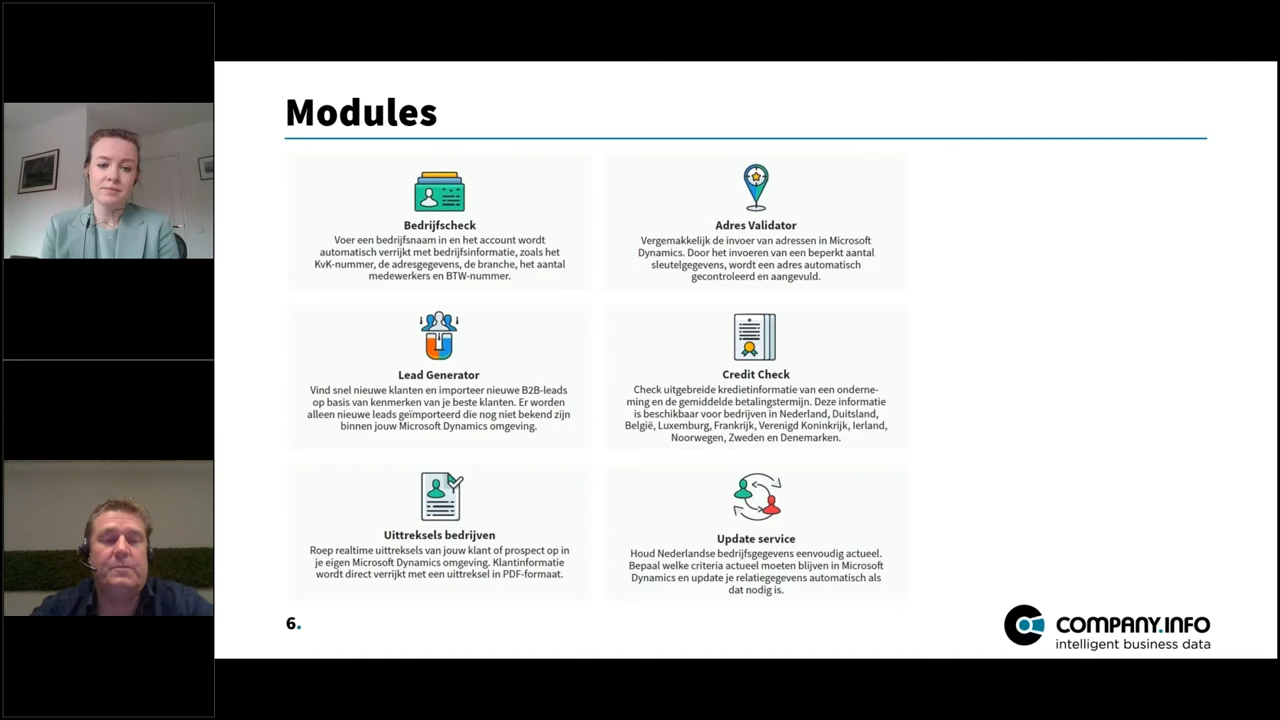 Modules
Bedrijfscheck
Voer een bedrijfsnaam in en het account wordt
automatisch verrijkt met bedrijfsinformatie, zoals het
KvK-nummer, de adresgegevens, de branche, het aantal
medewerkers en BTW-nummer.
Adres Validator
Vergemakkelijk de invoer van adressen in Microsoft
Dynamics. Door het invoeren van een beperkt aantal
sleutelgegevens, wordt een adres automatisch
gecontroleerd en aangevuld.
Lead Generator
Vind snel nieuwe klanten en importeer nieuwe B2B-leads
op basis van kenmerken van je beste klanten. Er worden
alleen nieuwe leads geïmporteerd die nog niet bekend zijn
binnen jouw Microsoft Dynamics omgeving.
Credit Check
Check uitgebreide kredietinformatie van een onderne-
ming en de gemiddelde betalingstermijn. Deze informatie
is beschikbaar voor bedrijven in Nederland, Duitsland,
België, Luxemburg, Frankrijk, Verenigd Koninkrijk, Ierland,
Noorwegen, Zweden en Denemarken.
Uittreksels bedrijven
Roep realtime uittreksels van jouw klant of prospect op in
je eigen Microsoft Dynamics omgeving. Klantinformatie
wordt direct verrijkt met een uittreksel in PDF-formaat.
Update service
Houd Nederlandse bedrijfsgegevens eenvoudig actueel.
Bepaal welke criteria actueel moeten blijven in Microsoft
Dynamics en update je relatiegegevens automatisch als
dat nodig is.
6.
COMPANY.INFO
intelligent business data